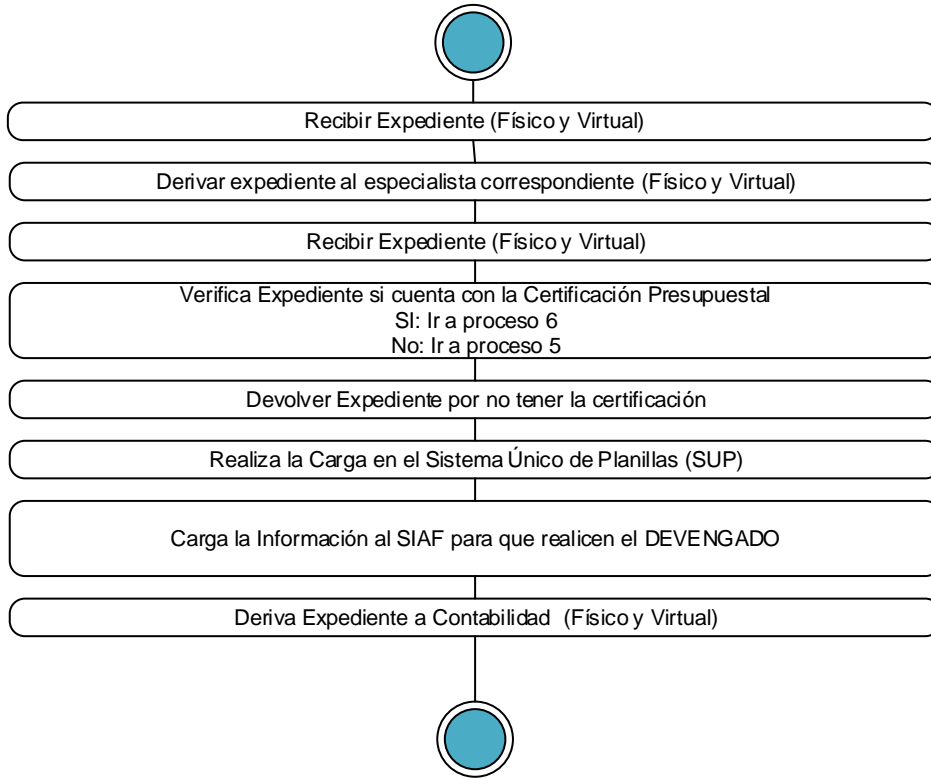 Recibir Expediente (Físico y Virtual)
Derivar expediente al especialista correspondiente (Físico y Virtual)
Recibir Expediente (Físico y Virtual)
Verifica Expediente si cuenta con la Certificación Presupuestal
SI: Ir a proceso 6
No: Ir a proceso 5
Devolver Expediente por no tener la certificación
Realiza la Carga en el Sistema Único de Planillas (SUP)
Carga la Información al SIAF para que realicen el DEVENGADO
Deriva Expediente a Contabilidad (Físico y Virtual)